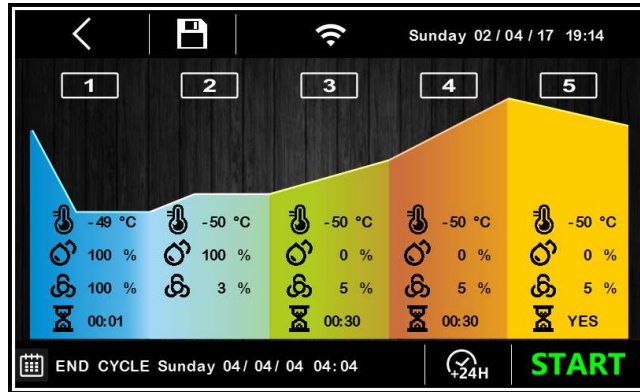 Sunday 02 / 04 / 17 19:14
1 2 3 4 5
-49 °C -50 °C -50 °C -50 °C -50 °C
100 % 100 % 0 % 0 % 0 %
100 % 3 % 5 % 5 % 5 %
00:01 00:30 00:30 YES
END CYCLE Sunday 04/ 04/ 04 04:04 +24H START